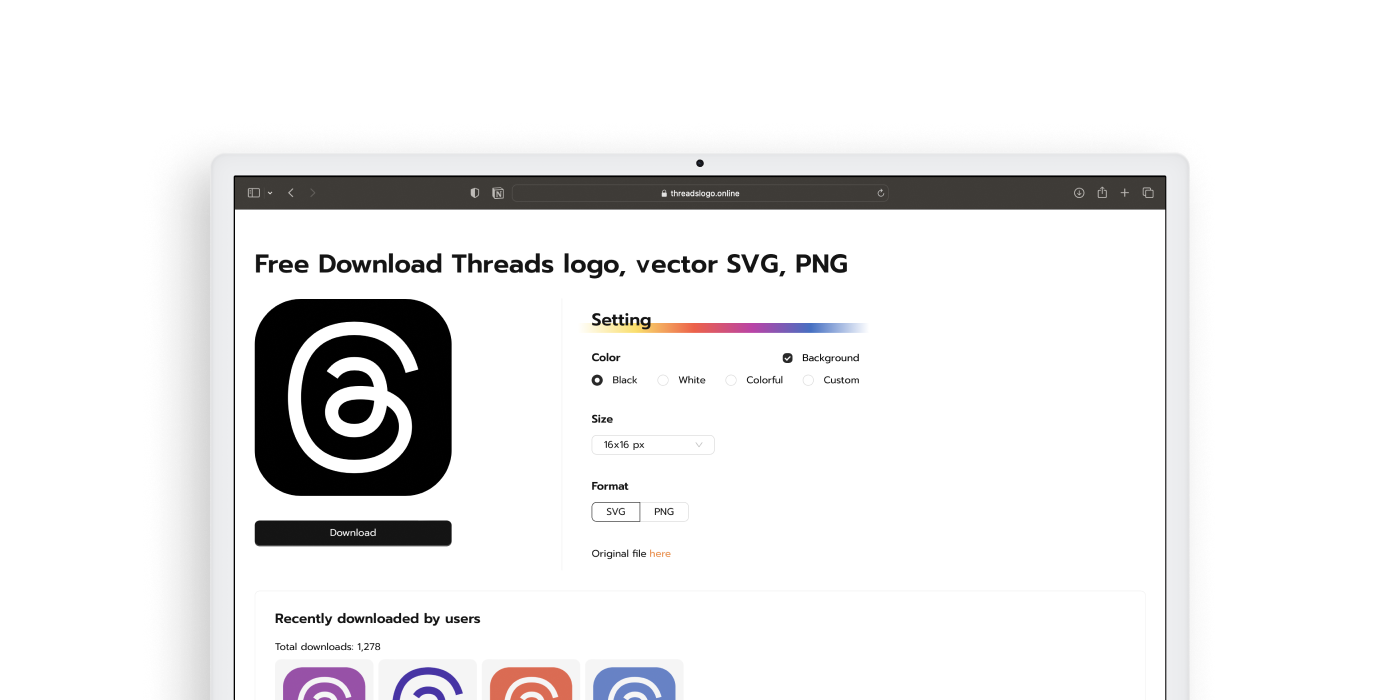 threadslogo.online
Free Download Threads logo, vector SVG, PNG
Setting
Color
Background
Black White Colorful Custom
Size
16x16 px
Format
SVG PNG
Download
Original file here
Recently downloaded by users
Total downloads: 1,278